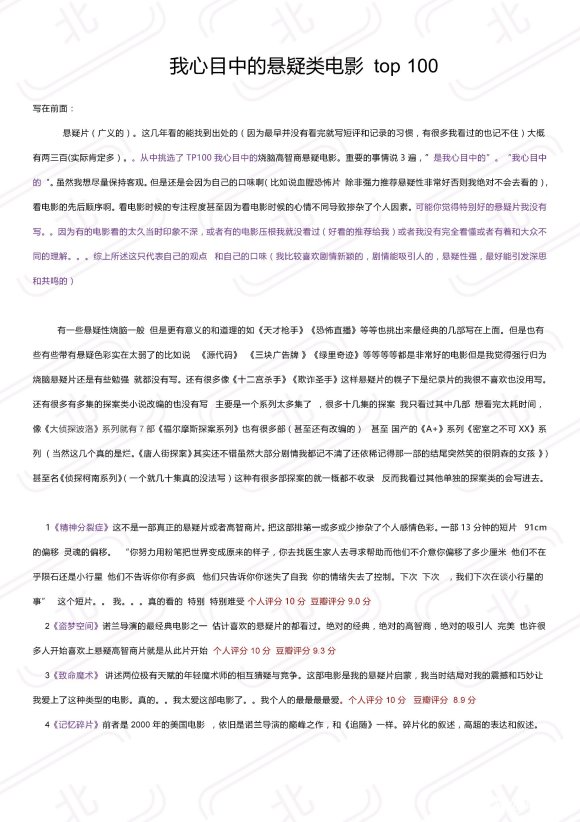 我心目中的悬疑类电影 top 100
写在前面：
悬疑片（广义的）。这几年看的能找到出处的（因为最早并没有看完就写短评和记录的习惯，有很多我看过的也记不住）大概
有两三百(实际肯定多）。。从中挑选了 TP100 我心目中的烧脑高智商悬疑电影。重要的事情说 3 遍，”是我心目中的”。“我心目中
的 ”。虽然我想尽量保持客观。但是还是会因为自己的口味啊（比如说血腥恐怖片 除非强力推荐悬疑性非常好否则我绝对不会去看的），
看电影的先后顺序啊。看电影时候的专注程度甚至因为看电影时候的心情不同导致掺杂了个人因素。可能你觉得特别好的悬疑片我没有
写。。因为有的电影看的太久当时印象不深，或者有的电影压根我就没看过（好看的推荐给我）或者我没有完全看懂或者有着和大众不
同的理解。。。综上所述这只代表自己的观点 和自己的口味（我比较喜欢剧情新颖的，剧情能吸引人的，悬疑性强，最好能引发深思
和共鸣的）
有一些悬疑性烧脑一般 但是更有意义的和道理的如《天才枪手》《恐怖直播》等等也挑出来最经典的几部写在上面。但是也有
些有些带有悬疑色彩实在太弱了的比如说 《源代码》 《三块广告牌 》《绿里奇迹》等等等等都是非常好的电影但是我觉得强行归为
烧脑悬疑片还是有些勉强 就都没有写。还有很多像《十二宫杀手》《欺诈圣手》这样悬疑片的幌子下是纪录片的我很不喜欢也没用写。
还有很多有多集的探案类小说改编的也没有写 主要是一个系列太多集了 ，很多十几集的探案 我只看过其中几部 想看完太耗时间，
像《大侦探波洛》系列就有 7 部《福尔摩斯探案系列》也有很多部（甚至还有改编的） 甚至 国产的《A+》系列《密室之不可 XX》系
列 （当然这几个真的是烂。《唐人街探案》其实还不错虽然大部分剧情我都记不清了还依稀记得那一部的结尾突然笑的很阴森的女孩 》）
甚至名《侦探柯南系列》（一个就几十集真的没法写）这种有很多部探案的就一概都不收录 反而我看过其他单独的探案类的会写进去。
1《精神分裂症》这不是一部真正的悬疑片或者高智商片。把这部排第一或多或少掺杂了个人感情色彩。一部 13 分钟的短片 91cm
的偏移 灵魂的偏移。 “你努力用粉笔把世界变成原来的样子，你去找医生家人去寻求帮助而他们不介意你偏移了多少厘米 他们不在
乎陨石还是小行星 他们不告诉你你有多疯 他们只告诉你你迷失了自我 你的情绪失去了控制。下次 下次 ，我们下次在谈小行星的
事” 这个短片。。 我。。。真的看的 特别 特别难受 个人评分 10 分 豆瓣评分 9.0 分
2《盗梦空间》诺兰导演的最经典电影之一 估计喜欢的悬疑片的都看过。绝对的经典，绝对的高智商，绝对的吸引人 完美 也许很
多人开始喜欢上悬疑高智商片就是从此片开始 个人评分 10 分 豆瓣评分 9.3 分
3《致命魔术》 讲述两位极有天赋的年轻魔术师的相互猜疑与竞争。这部电影是我的悬疑片启蒙，我当时结局对我的震撼和巧妙让
我爱上了这种类型的电影。真的。。我太爱这部电影了。。我个人的最最最最爱。个人评分 10 分 豆瓣评分 8.9 分
4《记忆碎片》前者是 2000 年的美国电影 ，依旧是诺兰导演的巅峰之作，和《追随》一样。碎片化的叙述，高超的表达和叙述。